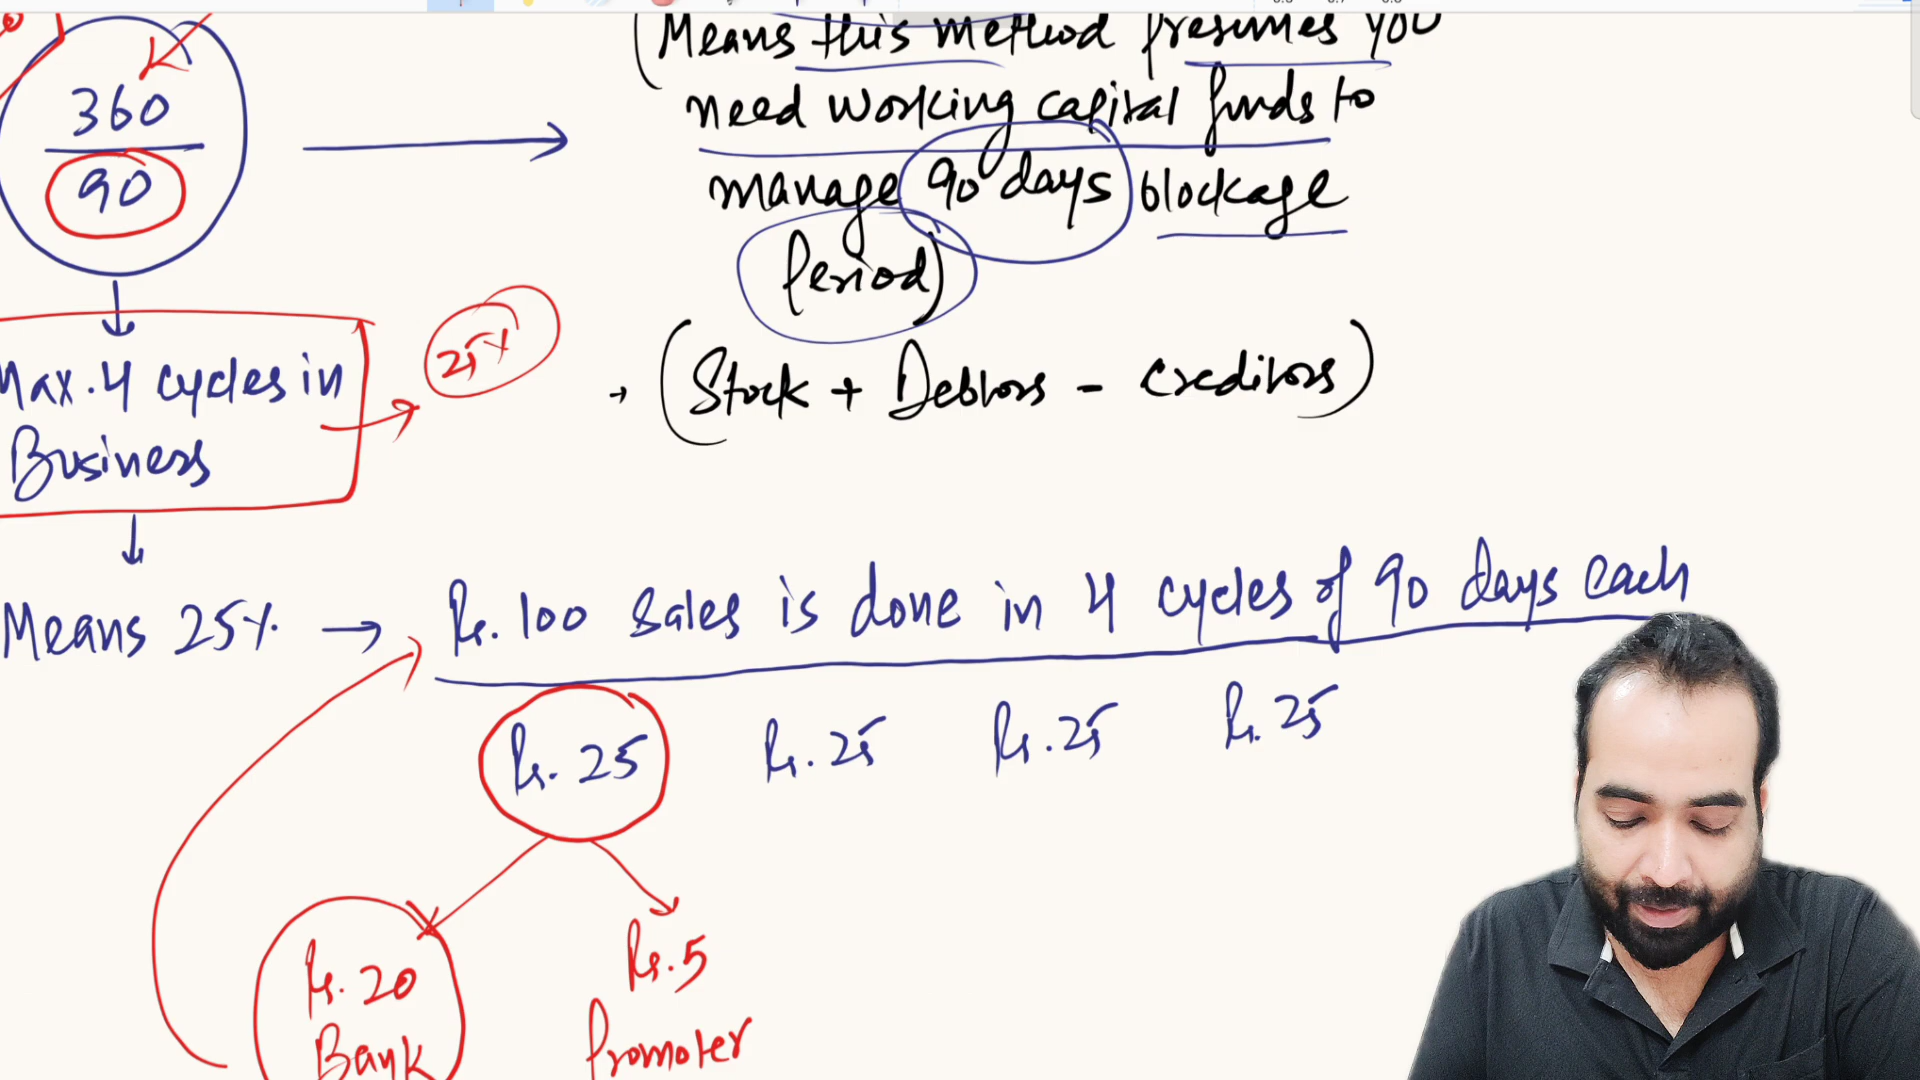 (Means this method presumes you
need working capital funds to
manage 90 days blockage
Period)
360
90
25%
→ (Stock + Debtors - Creditors)
Max. 4 cycles in
Business
Means 25% → Rs. 100 sales is done in 4 cycles of 90 days each
Rs. 25 Rs. 25 Rs. 25 Rs. 25
Rs. 20 Rs. 5
Bank Promoter